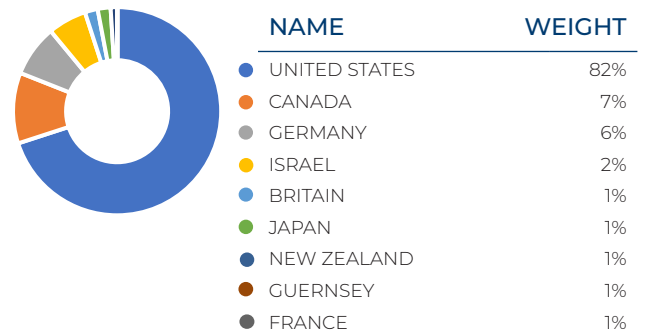 NAME WEIGHT
UNITED STATES 82%
CANADA 7%
GERMANY 6%
ISRAEL 2%
BRITAIN 1%
JAPAN 1%
NEW ZEALAND 1%
GUERNSEY 1%
FRANCE 1%